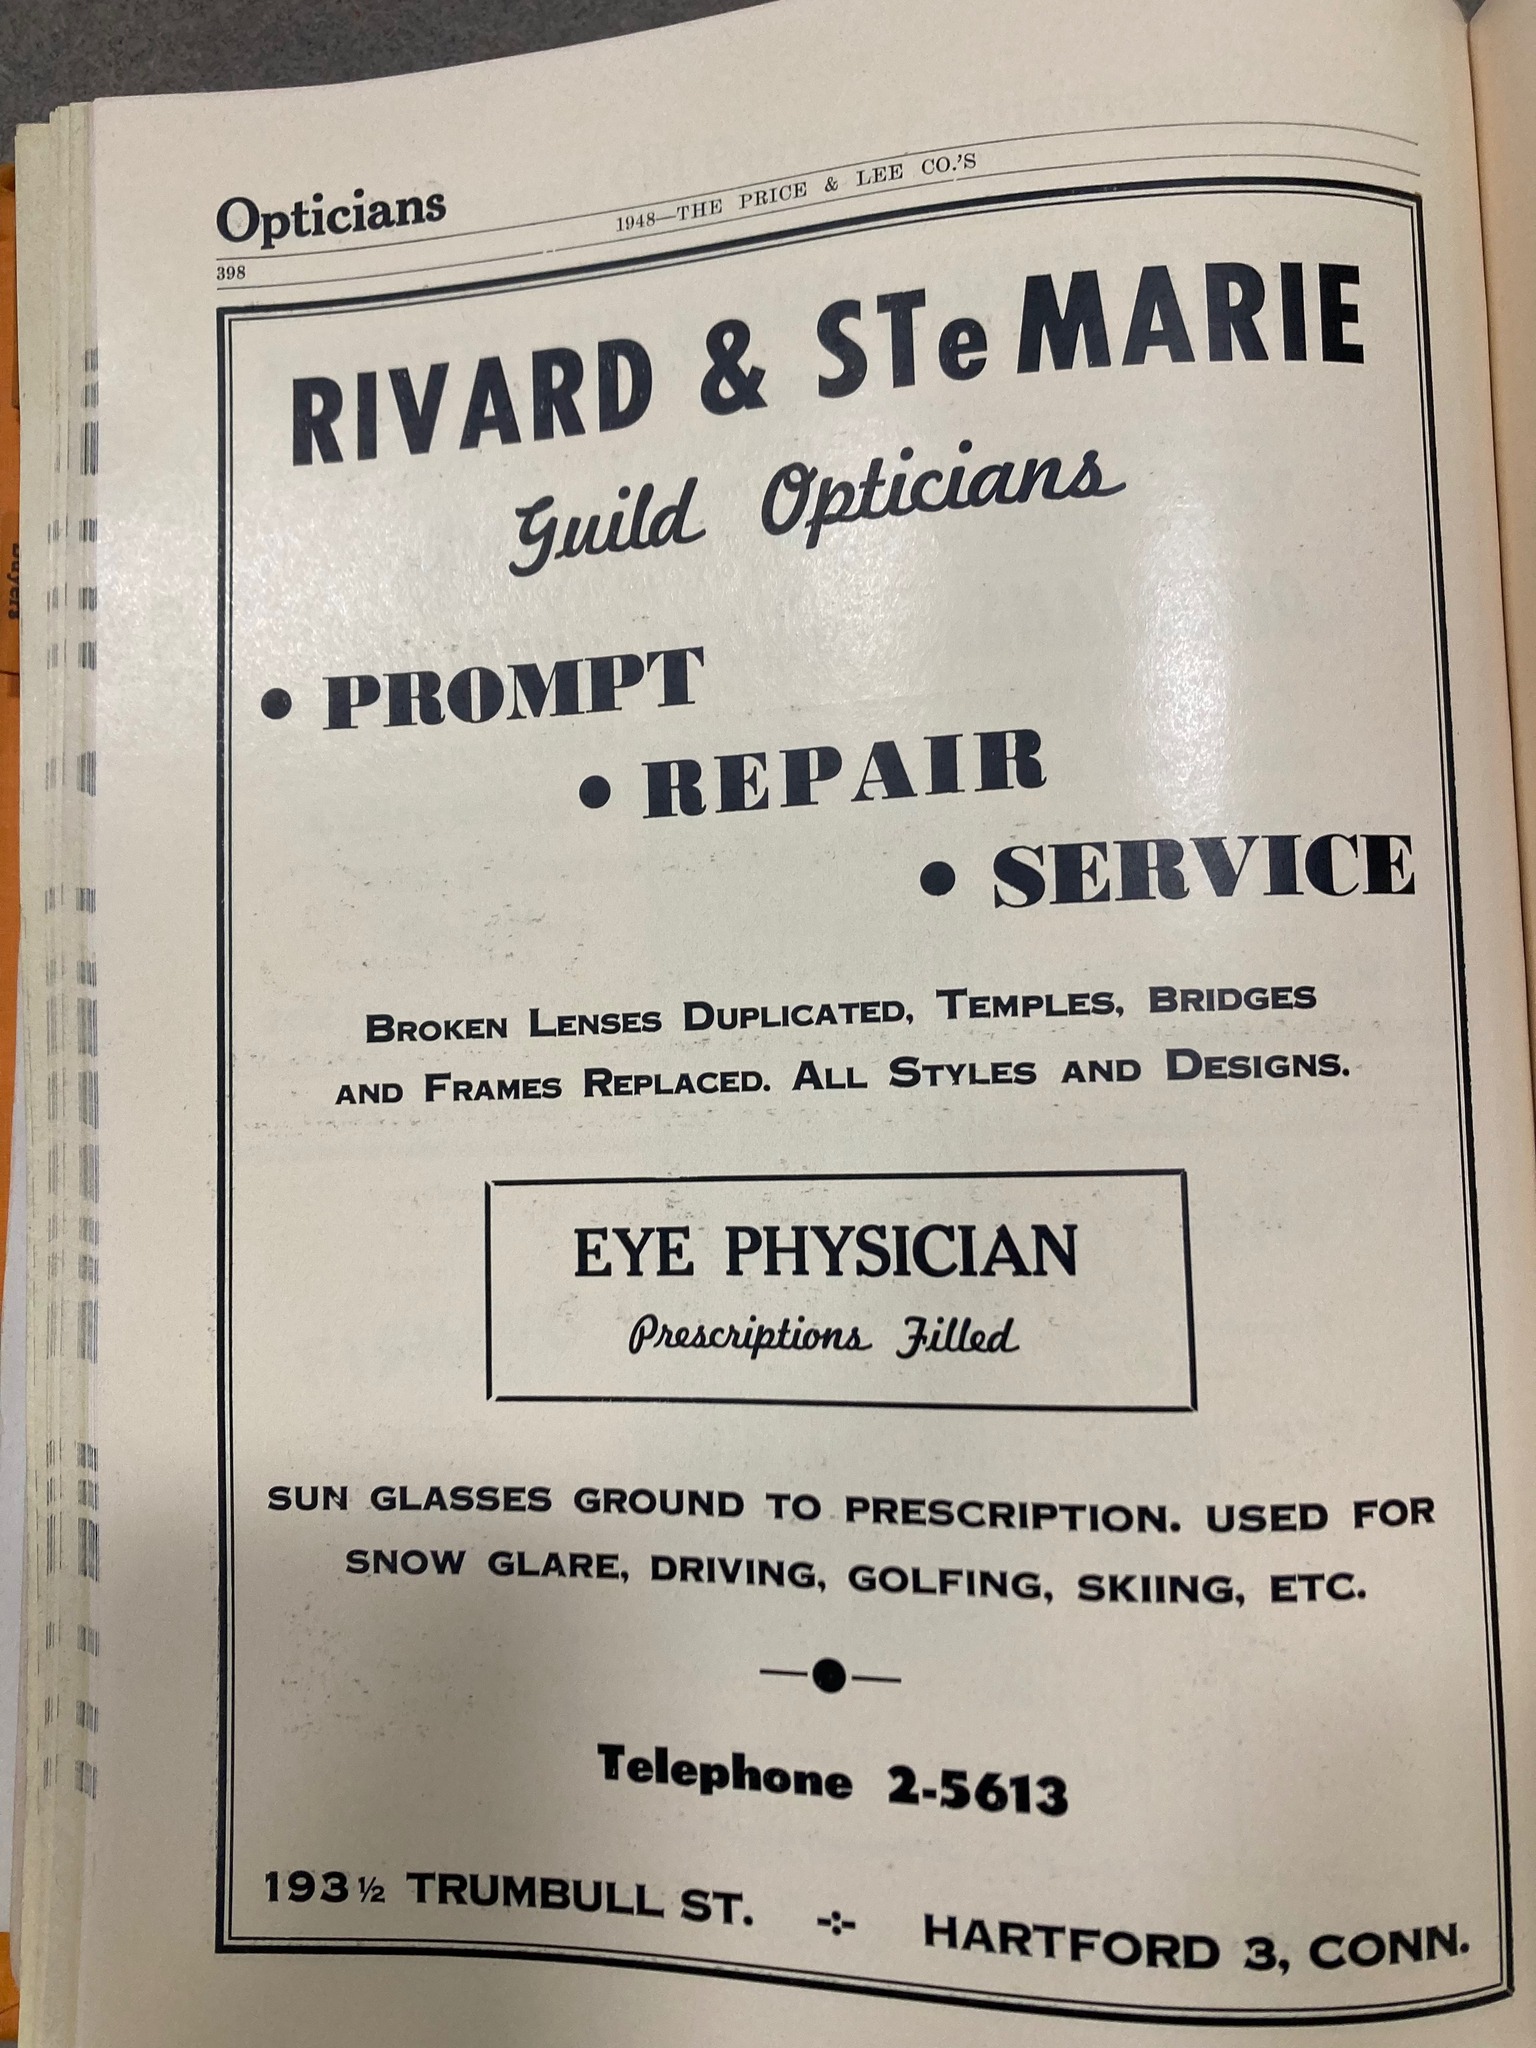 Opticians
1948—THE PRICE & LEE CO.'S
398
RIVARD & STe MARIE
Guild Opticians
• PROMPT
• REPAIR
• SERVICE
BROKEN LENSES DUPLICATED, TEMPLES, BRIDGES
AND FRAMES REPLACED. ALL STYLES AND DESIGNS.
EYE PHYSICIAN
Prescriptions Filled
SUN GLASSES GROUND TO PRESCRIPTION. USED FOR
SNOW GLARE, DRIVING, GOLFING, SKIING, ETC.
Telephone 2-5613
193 ½ TRUMBULL ST. -:- HARTFORD 3, CONN.